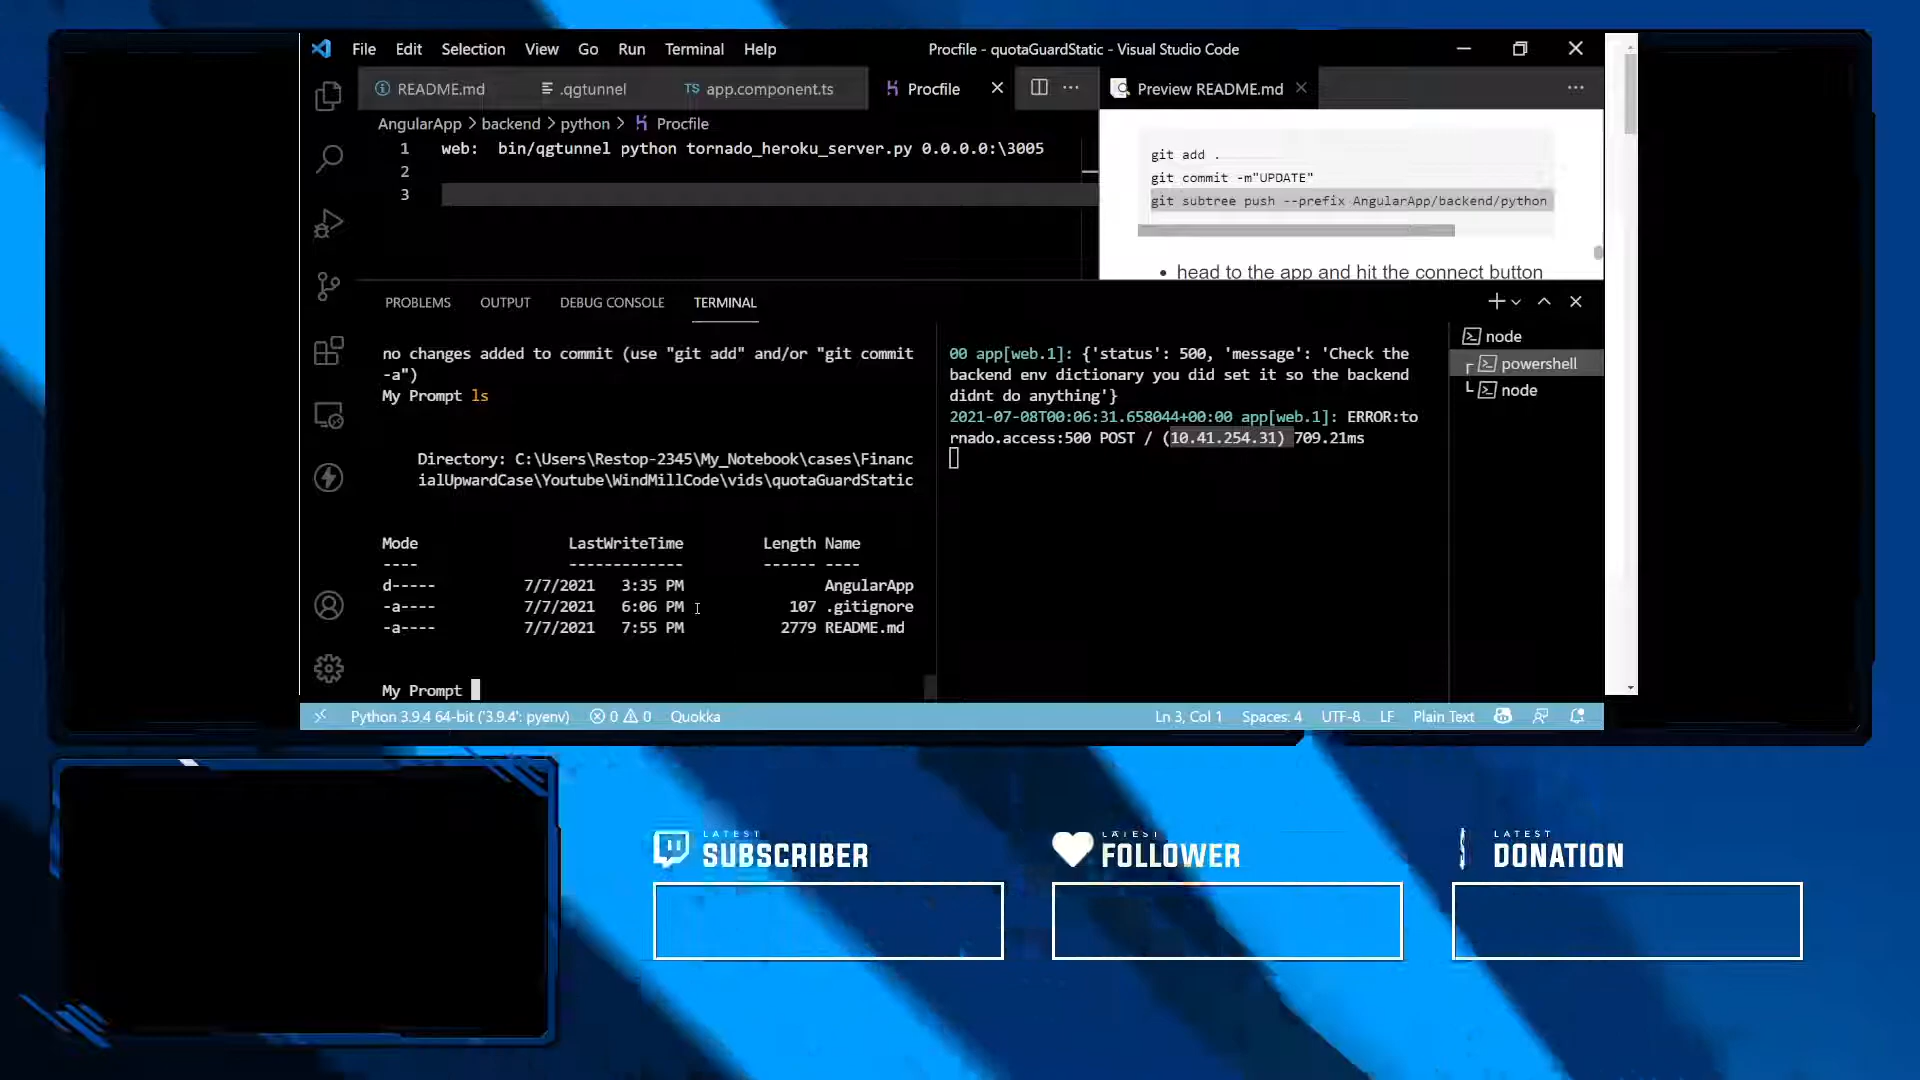 File Edit Selection View Go Run Terminal Help
Procfile - quotaGuardStatic - Visual Studio Code
README.md .qgtunnel TS app.component.ts Procfile
Preview README.md
AngularApp > backend > python > Procfile
1 web:  bin/qgtunnel python tornado_heroku_server.py 0.0.0.0:\3005
2
3
git add .
git commit -m"UPDATE"
git subtree push --prefix AngularApp/backend/python
• head to the app and hit the connect button
PROBLEMS OUTPUT DEBUG CONSOLE TERMINAL
no changes added to commit (use "git add" and/or "git commit
-a")
My Prompt ls
Directory: C:\Users\Restop-2345\My_Notebook\cases\Financ
ialUpwardCase\Youtube\WindMillCode\vids\quotaGuardStatic
Mode LastWriteTime Length Name
---- ------------- ------ ----
d----- 7/7/2021 3:35 PM AngularApp
-a---- 7/7/2021 6:06 PM 107 .gitignore
-a---- 7/7/2021 7:55 PM 2779 README.md
My Prompt
00 app[web.1]: {'status': 500, 'message': 'Check the
backend env dictionary you did set it so the backend
didnt do anything'}
2021-07-08T00:06:31.658044+00:00 app[web.1]: ERROR:to
rnado.access:500 POST / (10.41.254.31) 709.21ms
node
powershell
node
Python 3.9.4 64-bit ('3.9.4': pyenv) 0 0 Quokka
Ln 3, Col 1 Spaces: 4 UTF-8 LF Plain Text
LATEST
SUBSCRIBER
LATEST
FOLLOWER
LATEST
DONATION